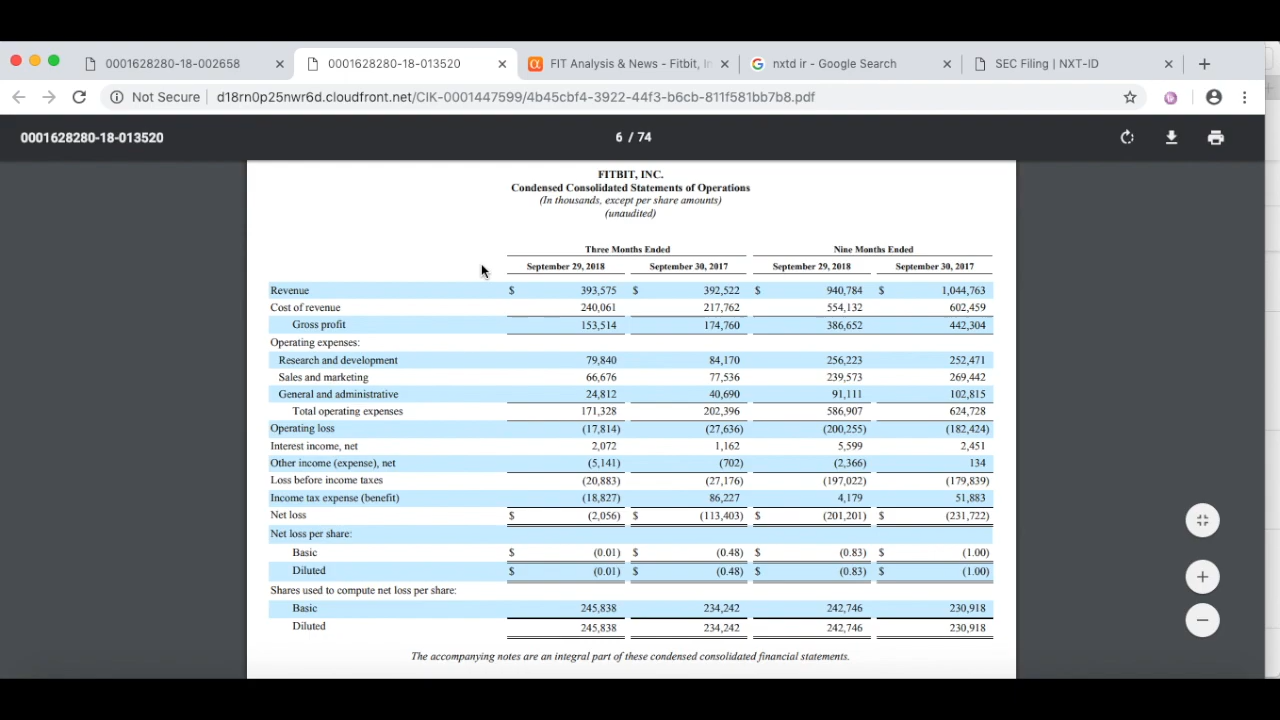 0001628280-18-002658
0001628280-18-013520
FIT Analysis & News - Fitbit, In
nxtd ir - Google Search
SEC Filing | NXT-ID
Not Secure | d18rn0p25nwr6d.cloudfront.net/CIK-0001447599/4b45cbf4-3922-44f3-b6cb-811f581bb7b8.pdf
0001628280-18-013520 6 / 74
FITBIT, INC.
Condensed Consolidated Statements of Operations
(In thousands, except per share amounts)
(unaudited)
Three Months Ended Nine Months Ended
September 29, 2018 September 30, 2017 September 29, 2018 September 30, 2017
Revenue $ 393,575 $ 392,522 $ 940,784 $ 1,044,763
Cost of revenue 240,061 217,762 554,132 602,459
Gross profit 153,514 174,760 386,652 442,304
Operating expenses:
Research and development 79,840 84,170 256,223 252,471
Sales and marketing 66,676 77,536 239,573 269,442
General and administrative 24,812 40,690 91,111 102,815
Total operating expenses 171,328 202,396 586,907 624,728
Operating loss (17,814) (27,636) (200,255) (182,424)
Interest income, net 2,072 1,162 5,599 2,451
Other income (expense), net (5,141) (702) (2,366) 134
Loss before income taxes (20,883) (27,176) (197,022) (179,839)
Income tax expense (benefit) (18,827) 86,227 4,179 51,883
Net loss $ (2,056) $ (113,403) $ (201,201) $ (231,722)
Net loss per share:
Basic $ (0.01) $ (0.48) $ (0.83) $ (1.00)
Diluted $ (0.01) $ (0.48) $ (0.83) $ (1.00)
Shares used to compute net loss per share:
Basic 245,838 234,242 242,746 230,918
Diluted 245,838 234,242 242,746 230,918
The accompanying notes are an integral part of these condensed consolidated financial statements.